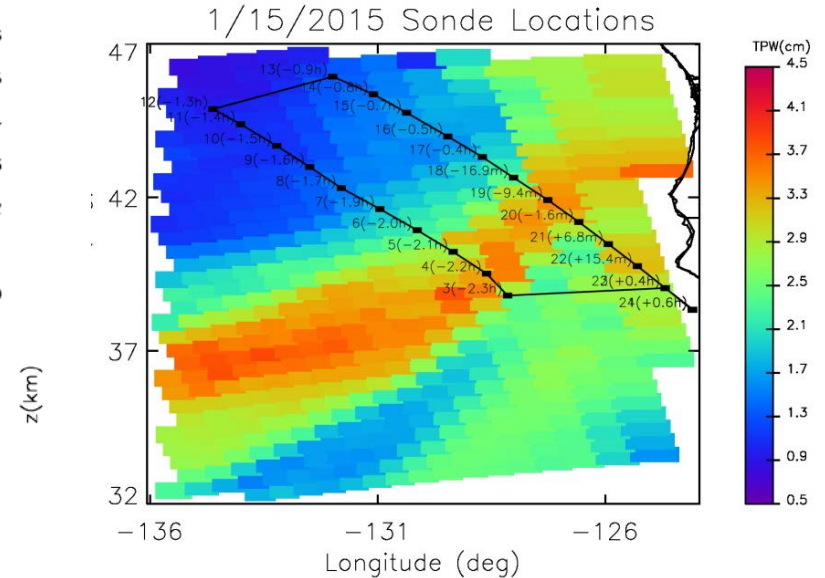 1/15/2015 Sonde Locations
TPW(cm)
47
42
37
32
4.5
4.1
3.7
3.3
2.9
2.5
2.1
1.7
1.3
0.9
0.5
13(-0.9h)
14(-0.8h)
12(-1.3h)
15(-0.7h)
11(-1.4h)
16(-0.5h)
10(-1.5h)
17(-0.4h)
9(-1.6h)
18(-16.9m)
8(-1.7h)
19(-9.4m)
7(-1.9h)
20(-1.6m)
6(-2.0h)
21(+6.8m)
5(-2.1h)
22(+15.4m)
4(-2.2h)
23(+0.4h)
3(-2.3h)
24(+0.6h)
z(km)
-136
-131
-126
Longitude (deg)